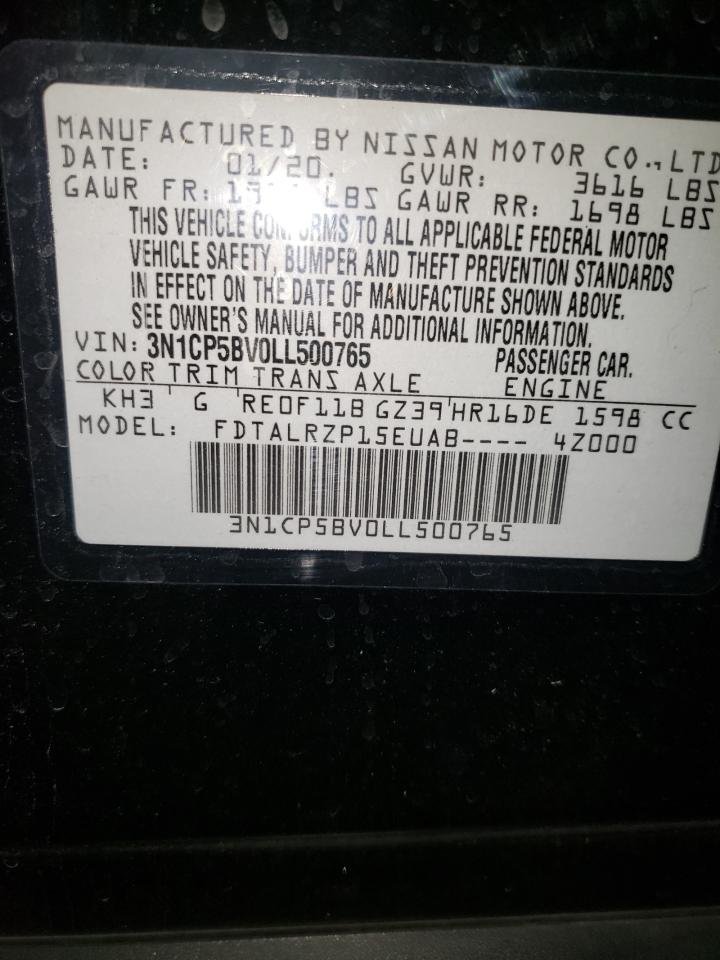 MANUFACTURED BY NISSAN MOTOR CO.,LTD
DATE: 01/20. GVWR: 3616 LBS
GAWR FR: LBS GAWR RR: 1698 LBS
THIS VEHICLE CONFORMS TO ALL APPLICABLE FEDERAL MOTOR
VEHICLE SAFETY, BUMPER AND THEFT PREVENTION STANDARDS
IN EFFECT ON THE DATE OF MANUFACTURE SHOWN ABOVE.
SEE OWNER'S MANUAL FOR ADDITIONAL INFORMATION.
VIN: 3N1CP5BV0LL500765 PASSENGER CAR.
COLOR TRIM TRANS AXLE ENGINE
KH3 ' G 'RE0F11B GZ39'HR16DE 1598 CC
MODEL: FDTALRZP15EUAB---- 4Z000
3N1CP5BV0LL500765